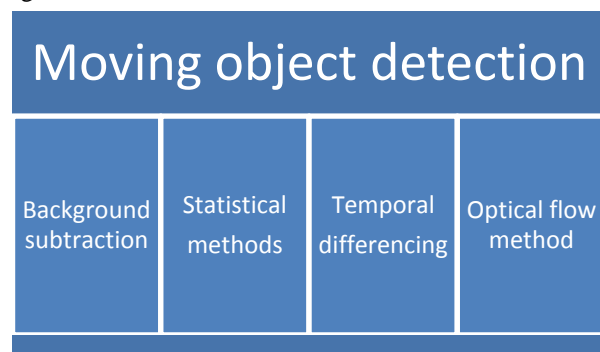 Moving object detection
Background
subtraction
Statistical
methods
Temporal
differencing
Optical flow
method